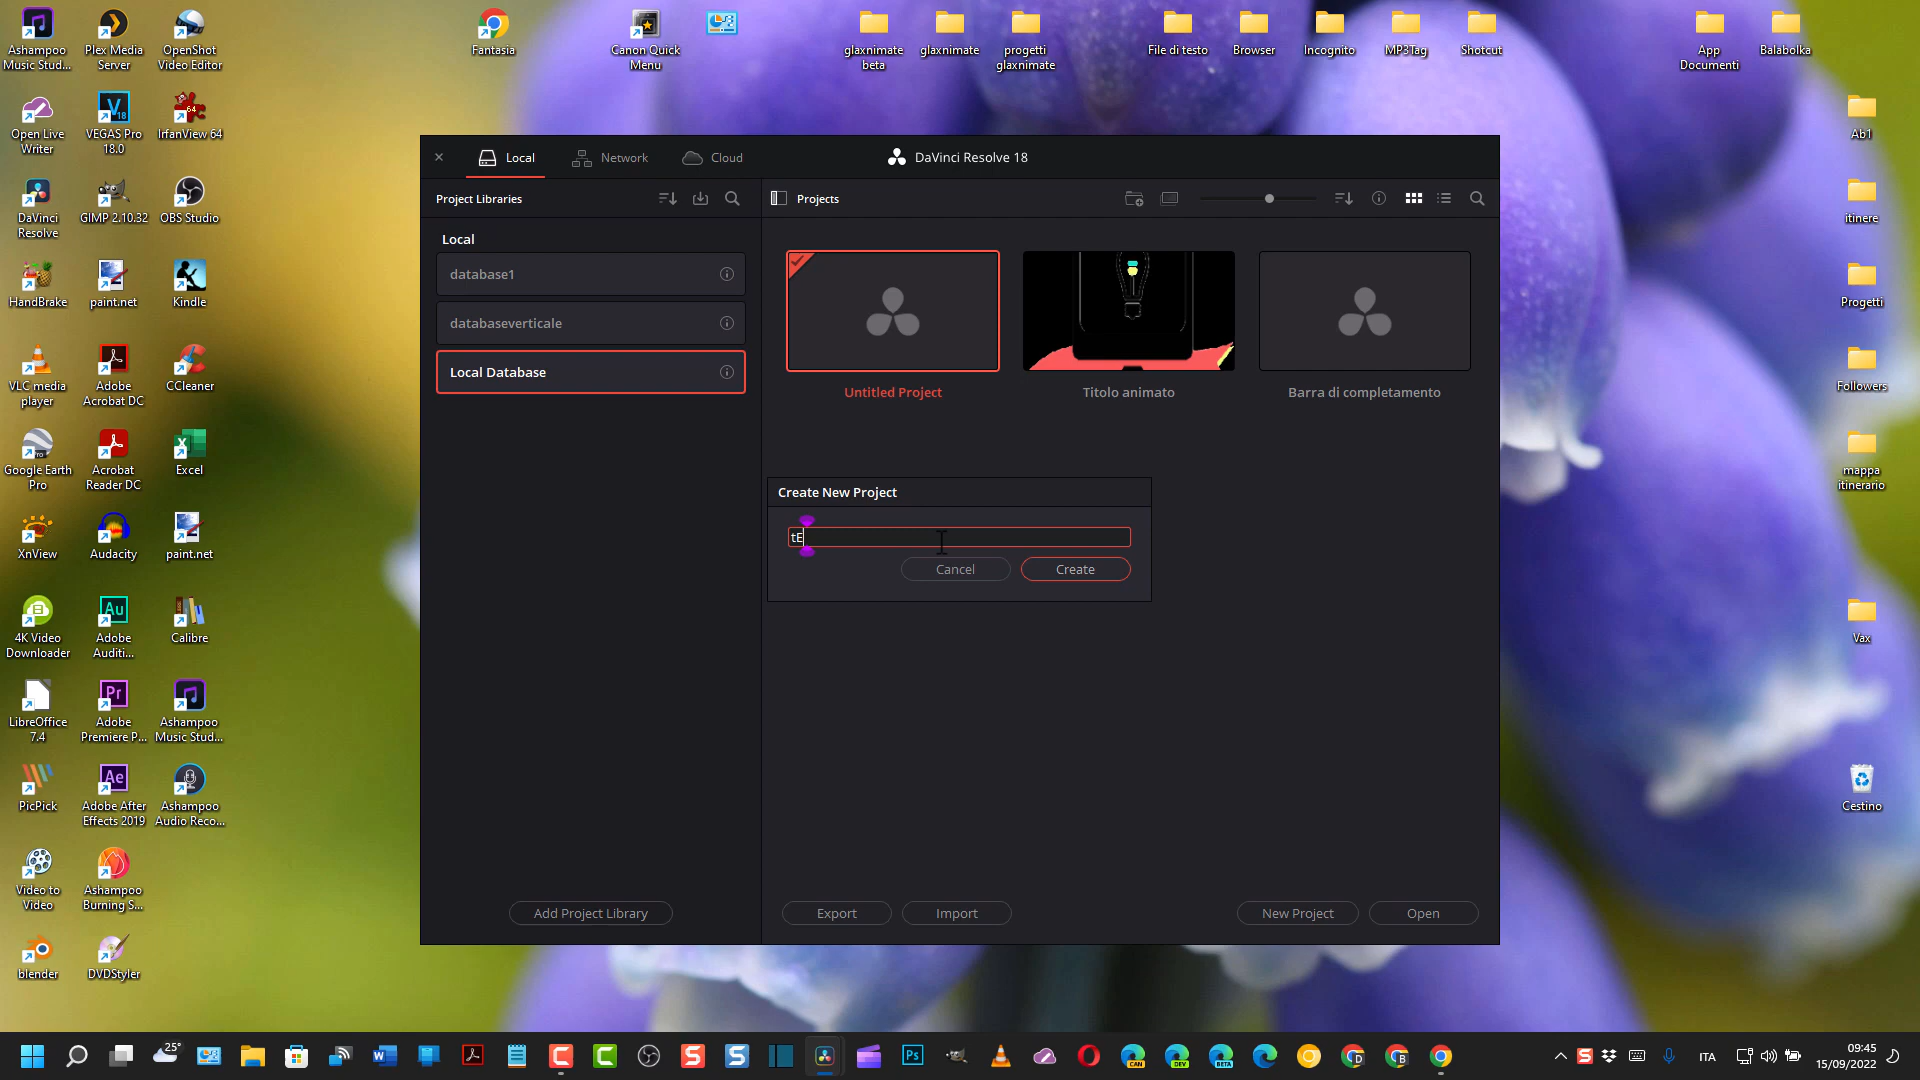 Ashampoo
Music Stud...
Plex Media
Server
OpenShot
Video Editor
Fantasia
Canon Quick
Menu
glaxnimate
beta
glaxnimate
progetti
glaxnimate
File di testo
Browser
Incognito
MP3Tag
Shotcut
App
Documenti
Balabolka
Open Live
Writer
VEGAS Pro
18.0
IrfanView 64
Ab1
DaVinci
Resolve
GIMP 2.10.32
OBS Studio
itinere
HandBrake
paint.net
Kindle
Progetti
VLC media
player
Adobe
Acrobat DC
CCleaner
Followers
Google Earth
Pro
Acrobat
Reader DC
Excel
mappa
itinerario
XnView
Audacity
paint.net
4K Video
Downloader
Adobe
Auditi...
Calibre
Vax
LibreOffice
7.4
Adobe
Premiere P...
Ashampoo
Music Stud...
PicPick
Adobe After
Effects 2019
Ashampoo
Audio Reco...
Cestino
Video to
Video
Ashampoo
Burning S...
blender
DVDStyler
Local
Network
Cloud
DaVinci Resolve 18
Project Libraries
Projects
Local
database1
databaseverticale
Local Database
Untitled Project
Titolo animato
Barra di completamento
Create New Project
tE
Cancel
Create
Add Project Library
Export
Import
New Project
Open
25°
ITA
09:45
15/09/2022